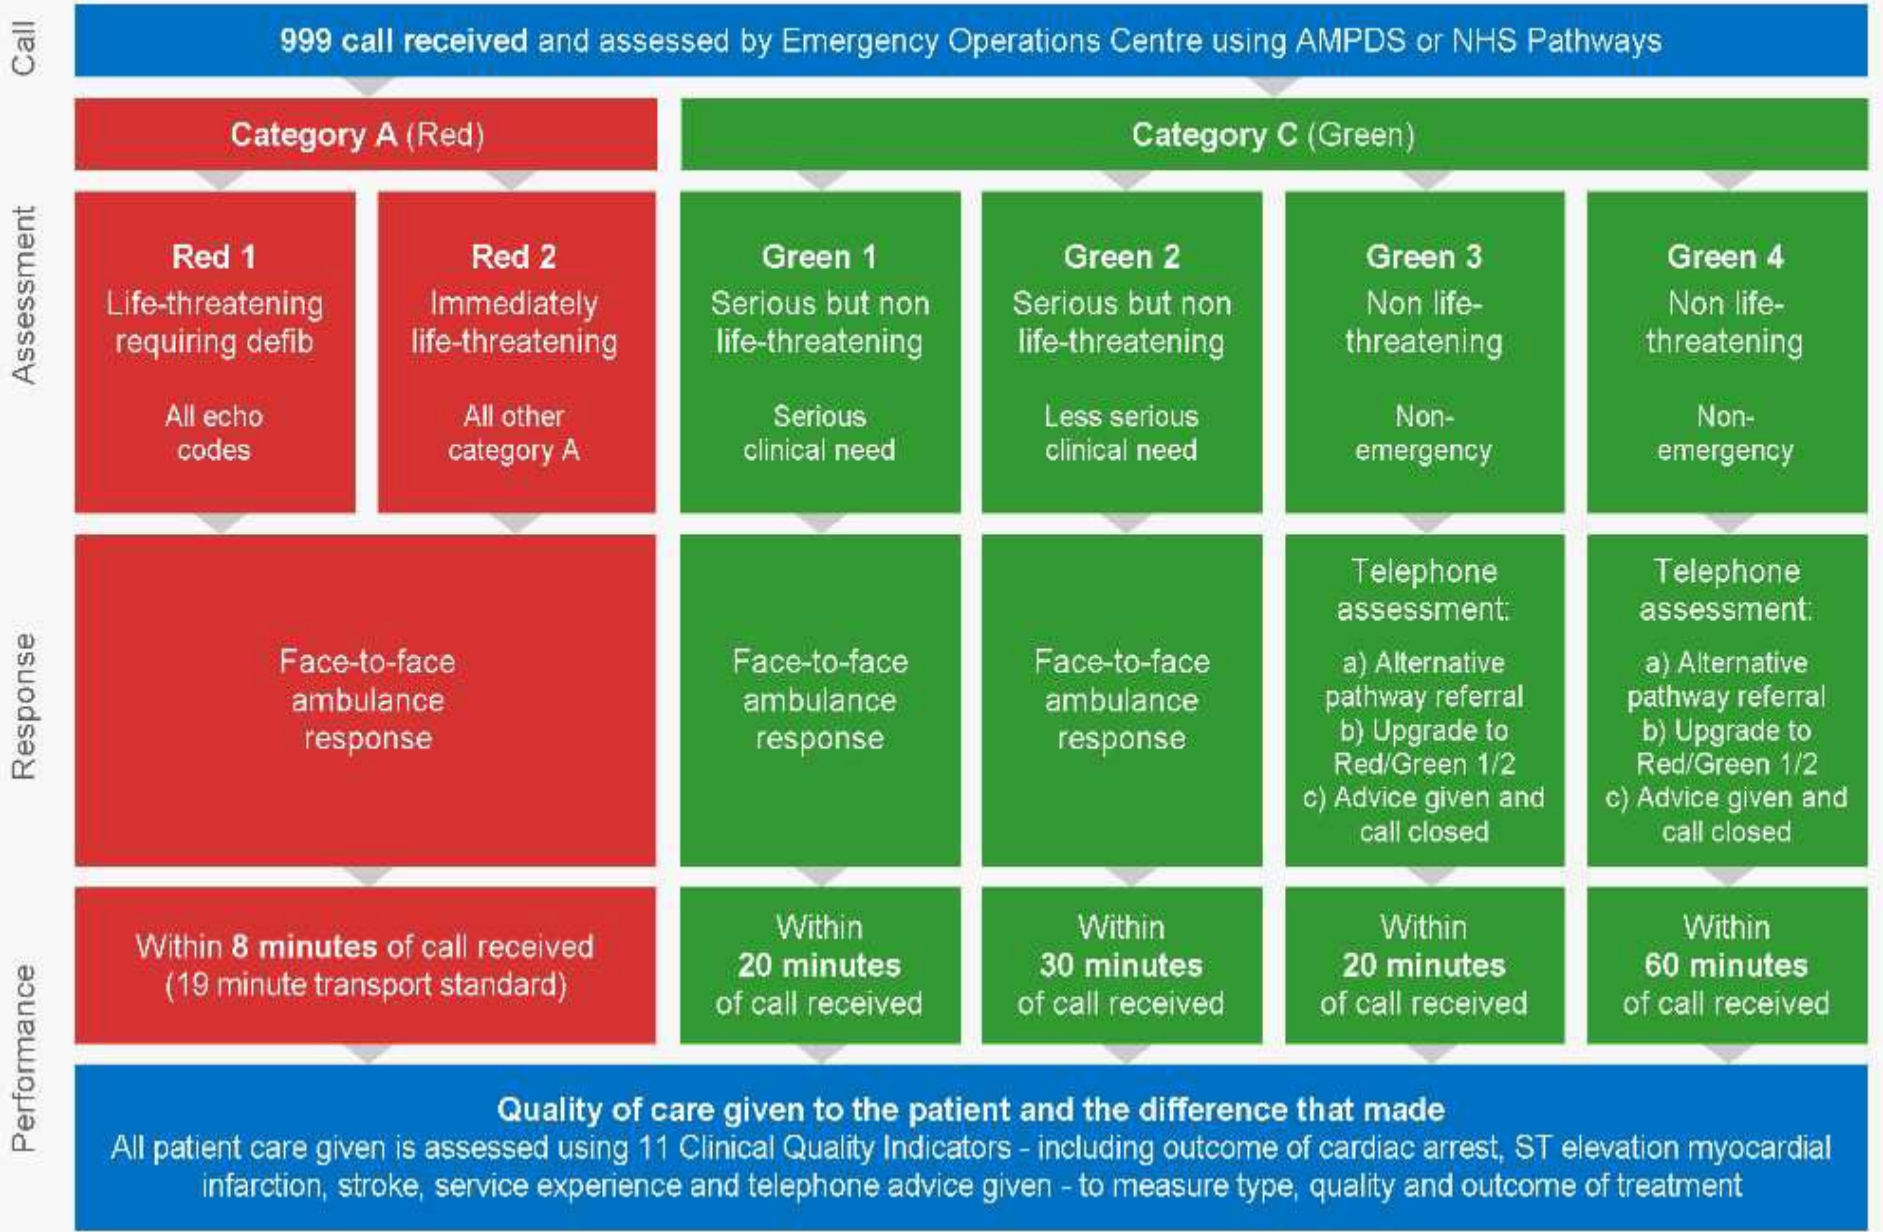 Call
999 call received and assessed by Emergency Operations Centre using AMPDS or NHS Pathways
Category A (Red)
Category C (Green)
Assessment
Red 1
Life-threatening
requiring defib
All echo
codes
Red 2
Immediately
life-threatening
All other
category A
Green 1
Serious but non
life-threatening
Serious
clinical need
Green 2
Serious but non
life-threatening
Less serious
clinical need
Green 3
Non life-
threatening
Non-
emergency
Green 4
Non life-
threatening
Non-
emergency
Response
Face-to-face
ambulance
response
Face-to-face
ambulance
response
Face-to-face
ambulance
response
Telephone
assessment:
a) Alternative
pathway referral
b) Upgrade to
Red/Green 1/2
c) Advice given and
call closed
Telephone
assessment:
a) Alternative
pathway referral
b) Upgrade to
Red/Green 1/2
c) Advice given and
call closed
Performance
Within 8 minutes of call received
(19 minute transport standard)
Within
20 minutes
of call received
Within
30 minutes
of call received
Within
20 minutes
of call received
Within
60 minutes
of call received
Quality of care given to the patient and the difference that made
All patient care given is assessed using 11 Clinical Quality Indicators - including outcome of cardiac arrest, ST elevation myocardial
infarction, stroke, service experience and telephone advice given - to measure type, quality and outcome of treatment